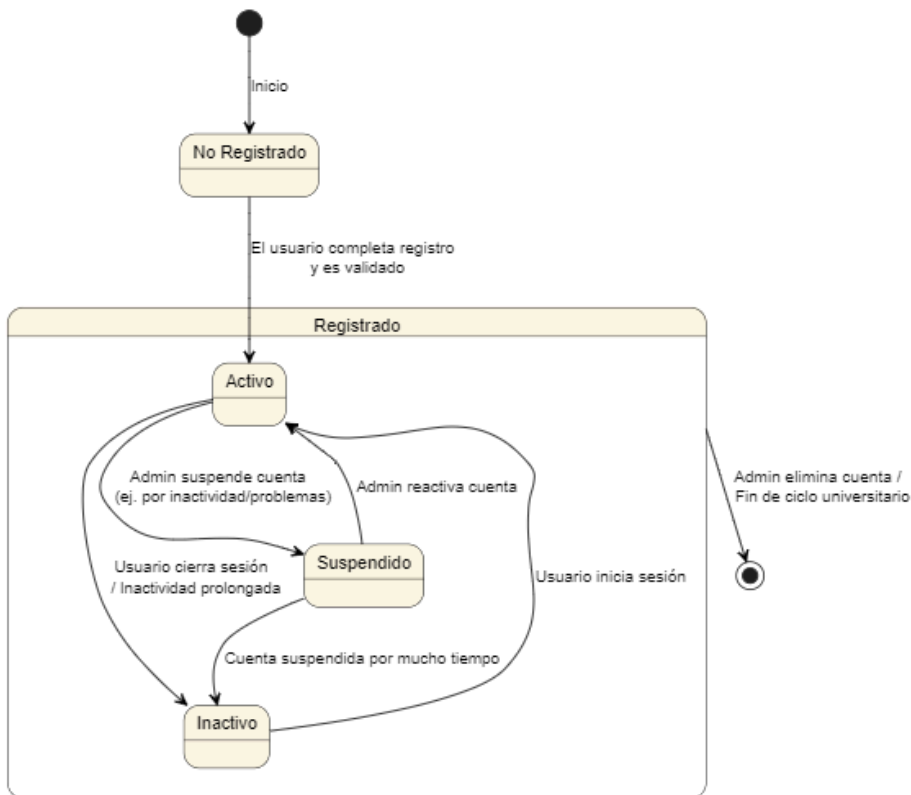 Inicio
No Registrado
El usuario completa registro
y es validado
Registrado
Activo
Admin suspende cuenta
(ej. por inactividad/problemas)
Admin reactiva cuenta
Admin elimina cuenta /
Fin de ciclo universitario
Suspendido
Usuario cierra sesión
/ Inactividad prolongada
Usuario inicia sesión
Cuenta suspendida por mucho tiempo
Inactivo